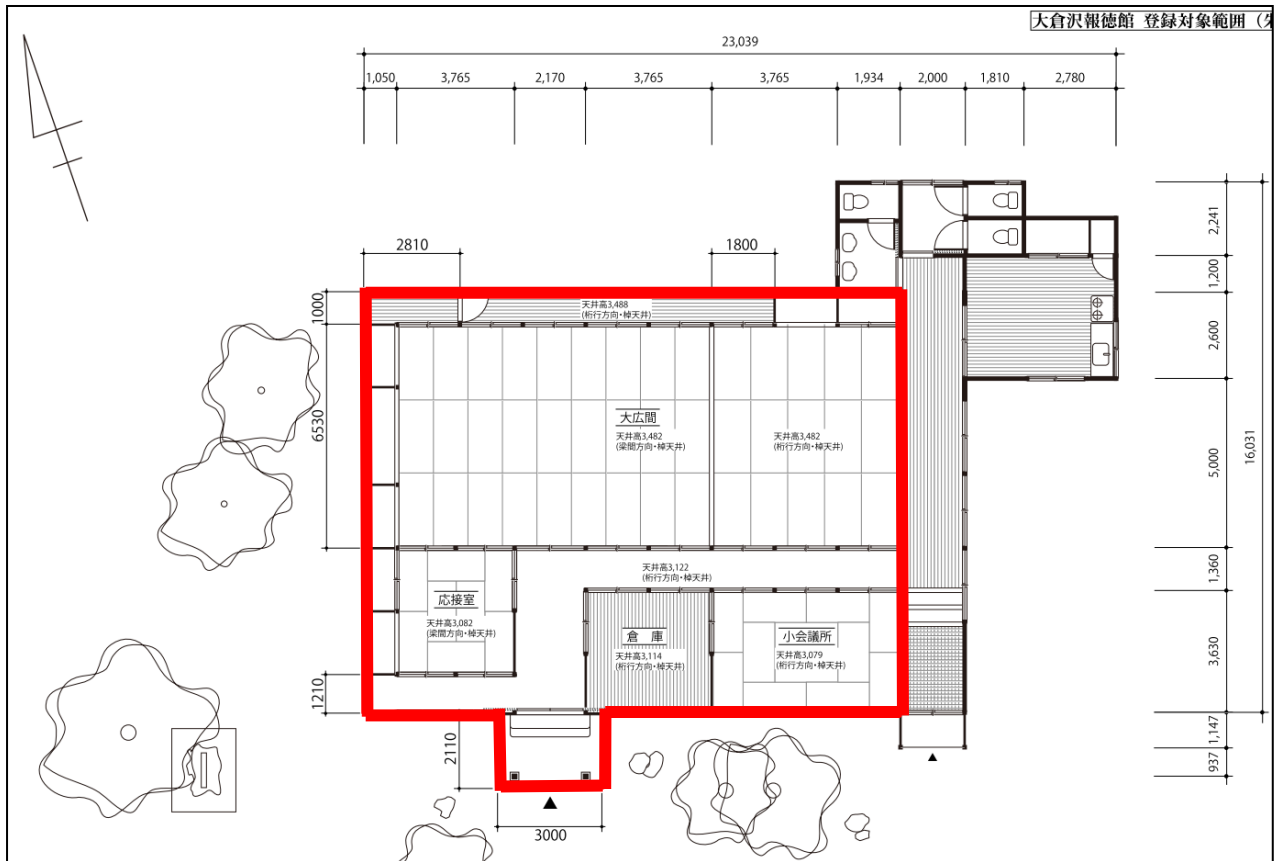 大倉沢報徳館 登録対象範囲（
23,039
1,050 3,765 2,170 3,765 3,765 1,934 2,000 1,810 2,780
2810
1800
2,241
1,200
1000
天井高3,488
(桁行方向・棹天井)
2,600
6530
大広間
天井高3,482
(梁間方向・棹天井)
天井高3,482
(桁行方向・棹天井)
5,000
16,031
天井高3,122
(桁行方向・棹天井)
1,360
応接室
天井高3,082
(梁間方向・棹天井)
倉 庫
天井高3,114
(桁行方向・棹天井)
小会議所
天井高3,079
(桁行方向・棹天井)
3,630
1210
2110
1,147
937
3000